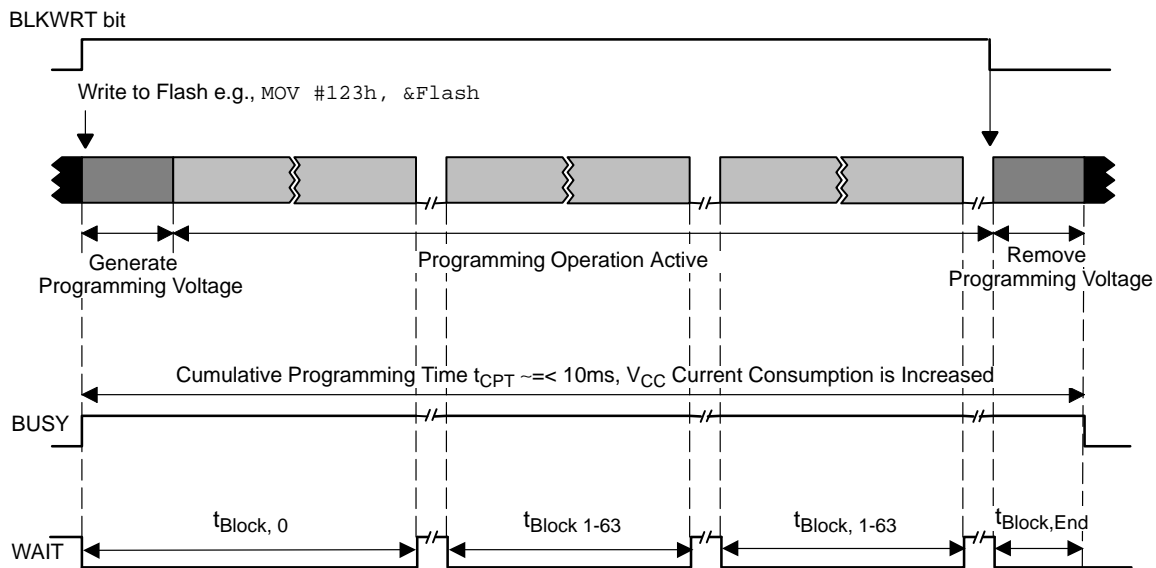 BLKWRT bit
Write to Flash e.g., MOV #123h, &Flash
Generate
Programming Voltage
Programming Operation Active
Remove
Programming Voltage
Cumulative Programming Time tCPT ~=< 10ms, VCC Current Consumption is Increased
BUSY
tBlock, 0
tBlock 1-63
tBlock, 1-63
tBlock,End
WAIT